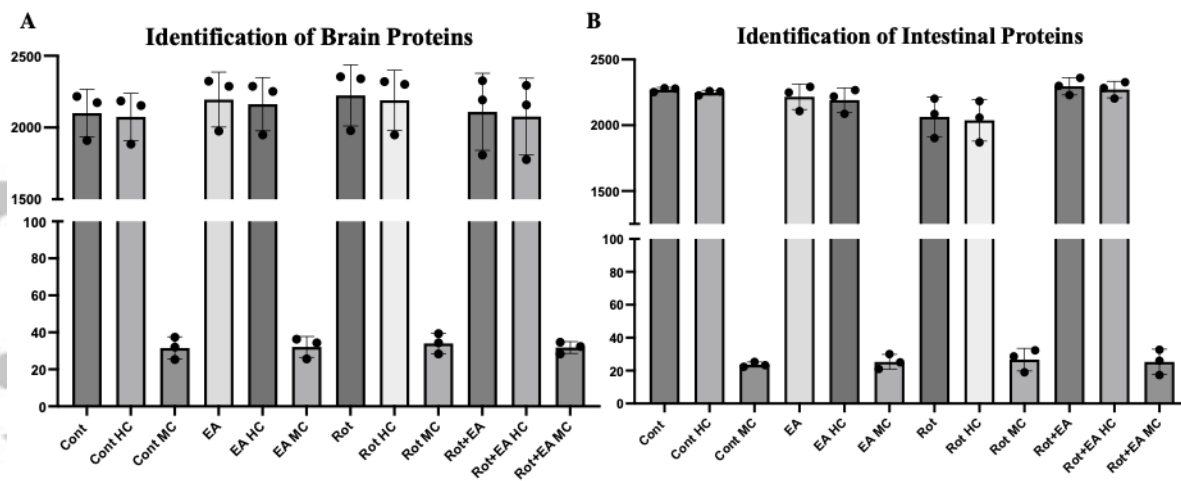 A
Identification of Brain Proteins
2500
2000
1500
100
80
60
40
20
0
Cont
Cont HC
Cont MC
EA
EA HC
EA MC
Rot
Rot HC
Rot MC
Rot+EA
Rot+EA HC
Rot+EA MC
B
Identification of Intestinal Proteins
2500
2000
1500
100
80
60
40
20
0
Cont
Cont HC
Cont MC
EA
EA HC
EA MC
Rot
Rot HC
Rot MC
Rot+EA
Rot+EA HC
Rot+EA MC